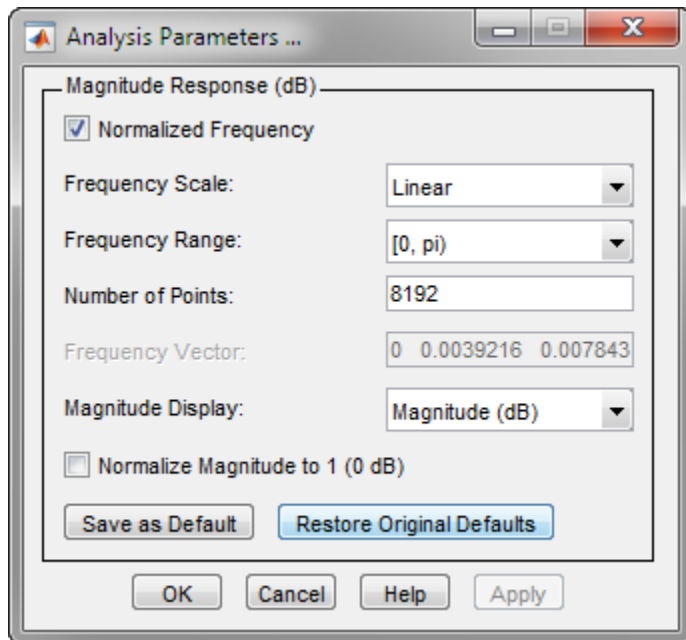 Analysis Parameters ...
Magnitude Response (dB)
Normalized Frequency
Frequency Scale: Linear
Frequency Range: [0, pi)
Number of Points: 8192
Frequency Vector: 0 0.0039216 0.007843
Magnitude Display: Magnitude (dB)
Normalize Magnitude to 1 (0 dB)
Save as Default Restore Original Defaults
OK Cancel Help Apply